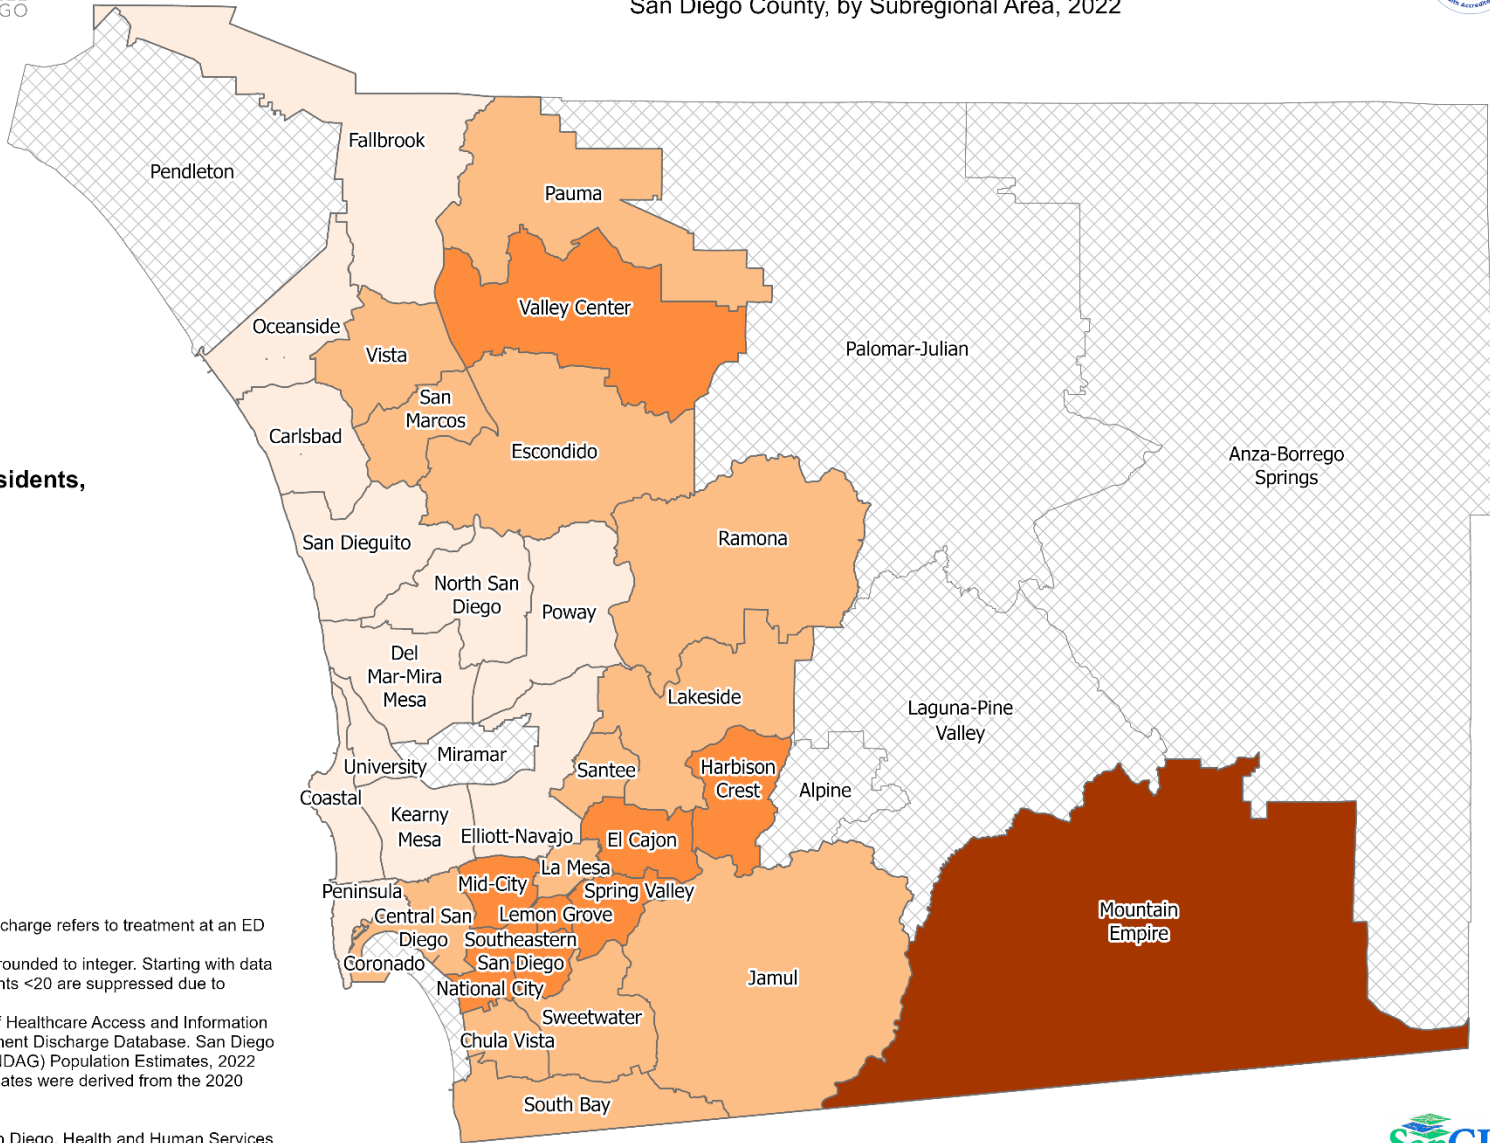 GO
San Diego County, by Subregional Area, 2022
Fallbrook
Pendleton
Pauma
Valley Center
Oceanside
Vista
Palomar-Julian
San
Marcos
Carlsbad
Escondido
Anza-Borrego
Springs
sidents,
San Dieguito
Ramona
North San
Diego
Poway
Del
Mar-Mira
Mesa
Lakeside
Laguna-Pine
Valley
Miramar
University
Santee
Harbison
Crest
Alpine
Coastal
Kearny
Mesa
Elliott-Navajo
El Cajon
La Mesa
Mid-City
Spring Valley
Peninsula
Central San
Diego
Lemon Grove
Mountain
Empire
Southeastern
San Diego
Coronado
National City
Jamul
Sweetwater
Chula Vista
South Bay
charge refers to treatment at an ED
rounded to integer. Starting with data
nts <20 are suppressed due to
f Healthcare Access and Information
nent Discharge Database. San Diego
NDAG) Population Estimates, 2022
ates were derived from the 2020
n Diego, Health and Human Services